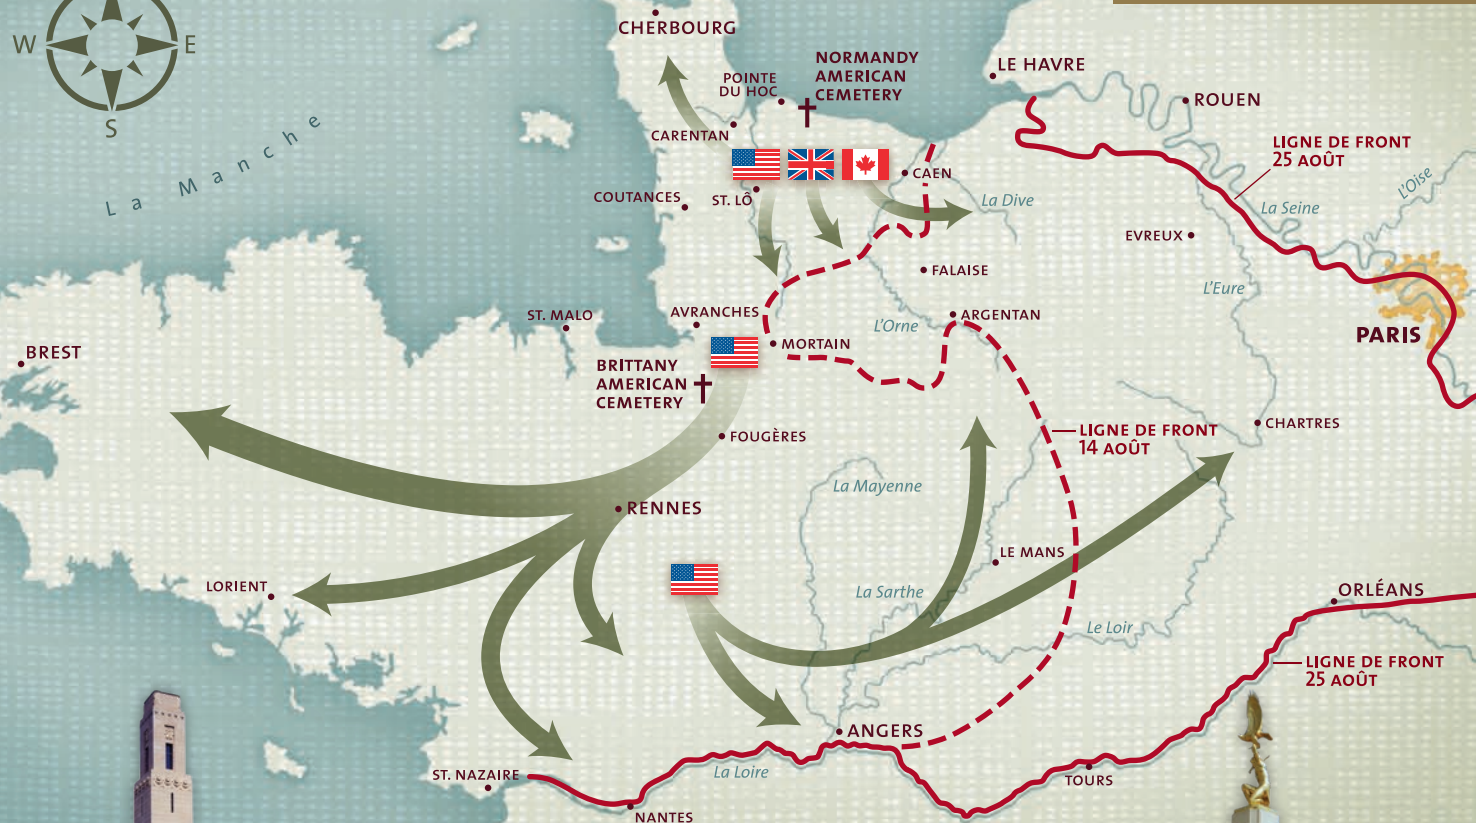 W
E
S
La Manche
CHERBOURG
POINTE
DU HOC
NORMANDY
AMERICAN
CEMETERY
LE HAVRE
ROUEN
CARENTAN
LIGNE DE FRONT
25 AOÛT
CAEN
L'Oise
COUTANCES
ST. LÔ
La Dive
La Seine
EVREUX
FALAISE
L'Eure
ST. MALO
AVRANCHES
L'Orne
ARGENTAN
PARIS
BREST
MORTAIN
BRITTANY
AMERICAN
CEMETERY
FOUGÈRES
LIGNE DE FRONT
14 AOÛT
CHARTRES
La Mayenne
RENNES
LE MANS
LORIENT
La Sarthe
ORLÉANS
Le Loir
LIGNE DE FRONT
25 AOÛT
ANGERS
ST. NAZAIRE
La Loire
TOURS
NANTES